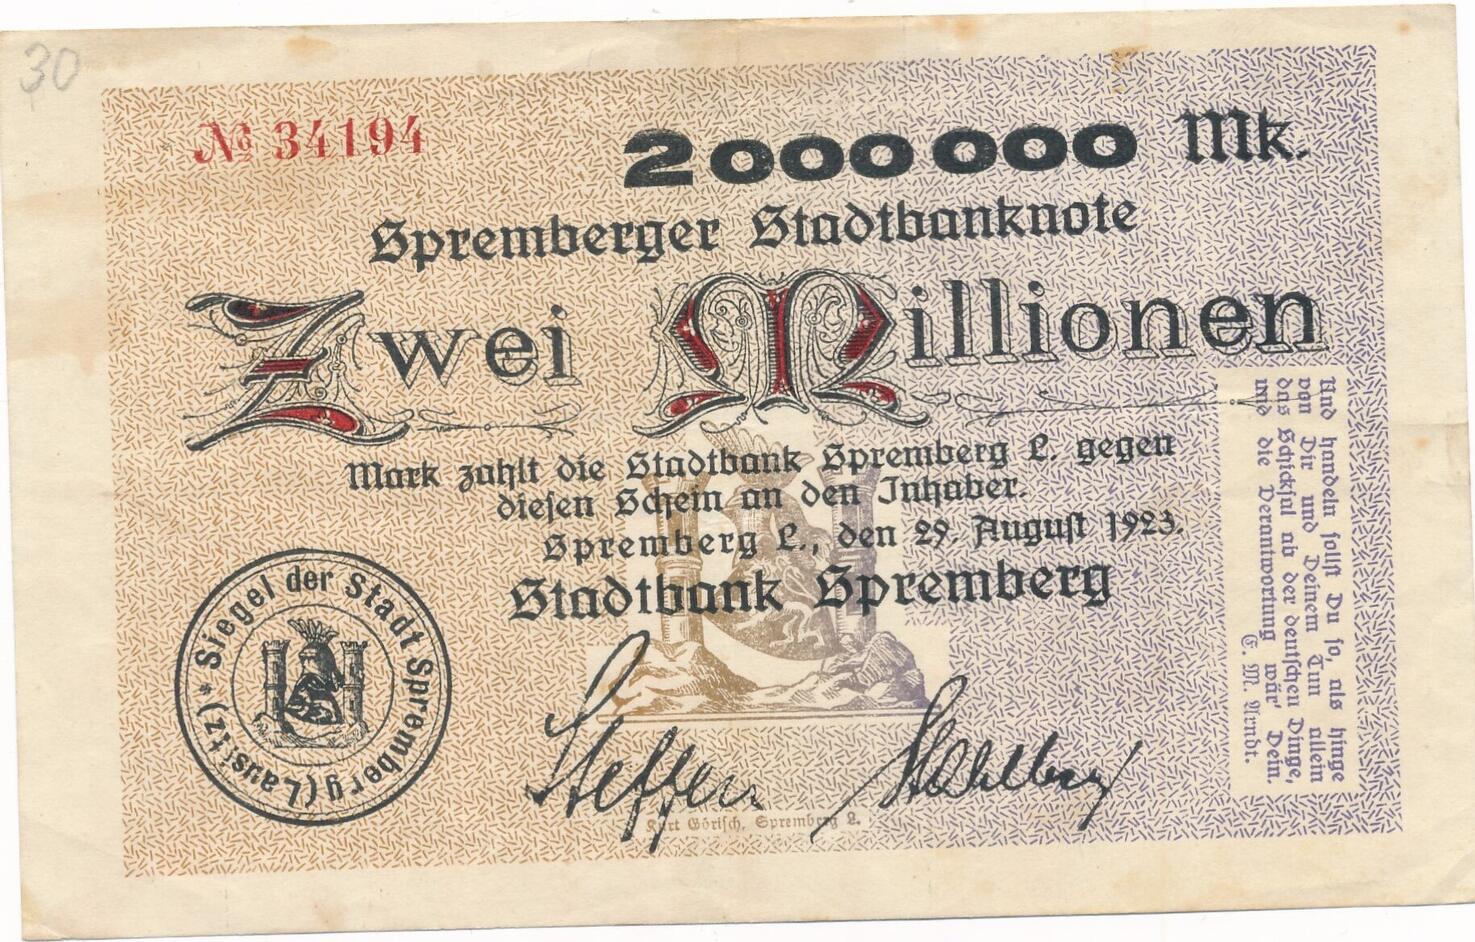 30
№ 34194
2000000 Mk.
Spremberger Stadtbanknote
Zwei Millionen
Mark zahlt die Stadtbank Spremberg L. gegen
diesen Schein an den Inhaber.
Spremberg L., den 29. August 1923.
Stadtbank Spremberg
Steffen
Kurt Görisch, Spremberg L.
* Siegel der Stadt Spremberg (Lausitz)
Und handeln sollst Du so, als hinge
von Dir und Deinem Tun allein
das Schicksal ab der deutschen Dinge,
und die Verantwortung wär' Dein.
E. M. Arndt.